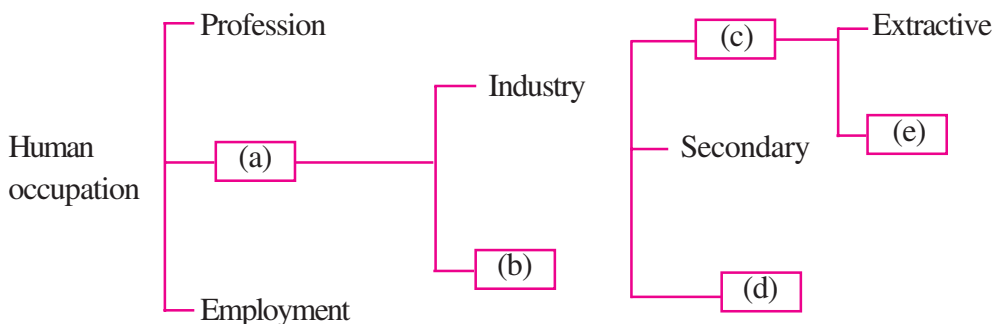 Profession
(c)
Extractive
Industry
Human
occupation
(a)
Secondary
(e)
(b)
(d)
Employment